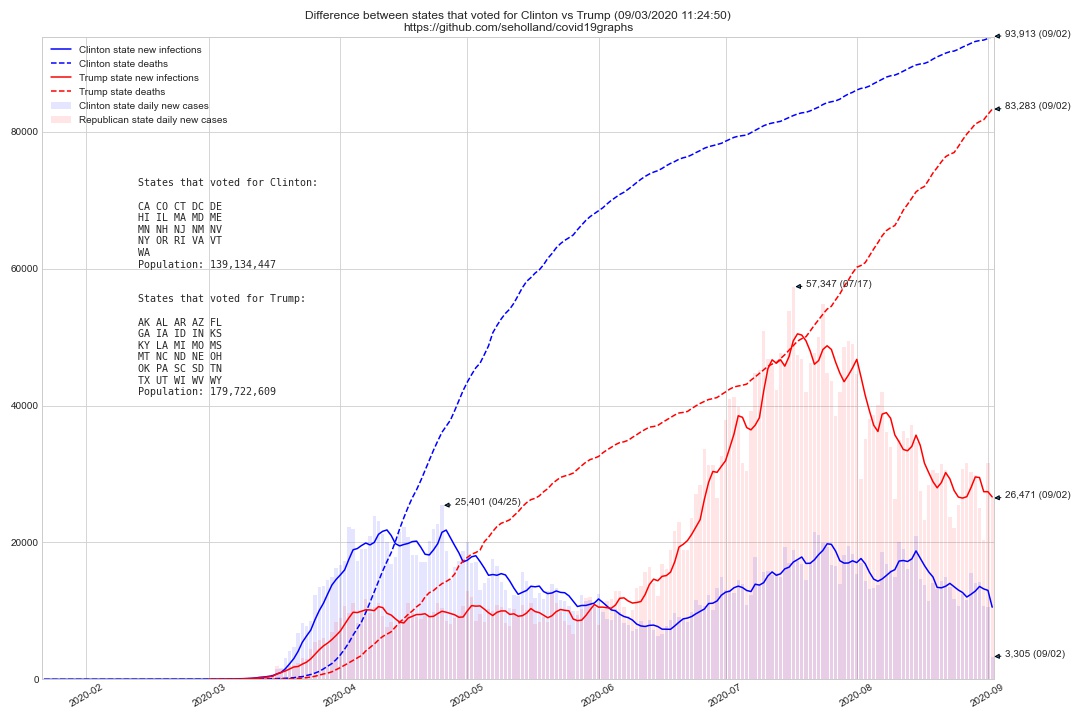 Difference between states that voted for Clinton vs Trump (09/03/2020 11:24:50)
https://github.com/seholland/covid19graphs
93,913 (09/02)
Clinton state new infections
Clinton state deaths
Trump state new infections
Trump state deaths
Clinton state daily new cases
Republican state daily new cases
83,283 (09/02)
80000
States that voted for Clinton:
CA CO CT DC DE
HI IL MA MD ME
MN NH NJ NM NV
NY OR RI VA VT
WA
Population: 139,134,447
60000
57,347 (07/17)
States that voted for Trump:
AK AL AR AZ FL
GA IA ID IN KS
KY LA MI MO MS
MT NC ND NE OH
OK PA SC SD TN
TX UT WI WV WY
Population: 179,722,609
40000
25,401 (04/25)
26,471 (09/02)
20000
3,305 (09/02)
0
2020-02
2020-03
2020-04
2020-05
2020-06
2020-07
2020-08
2020-09